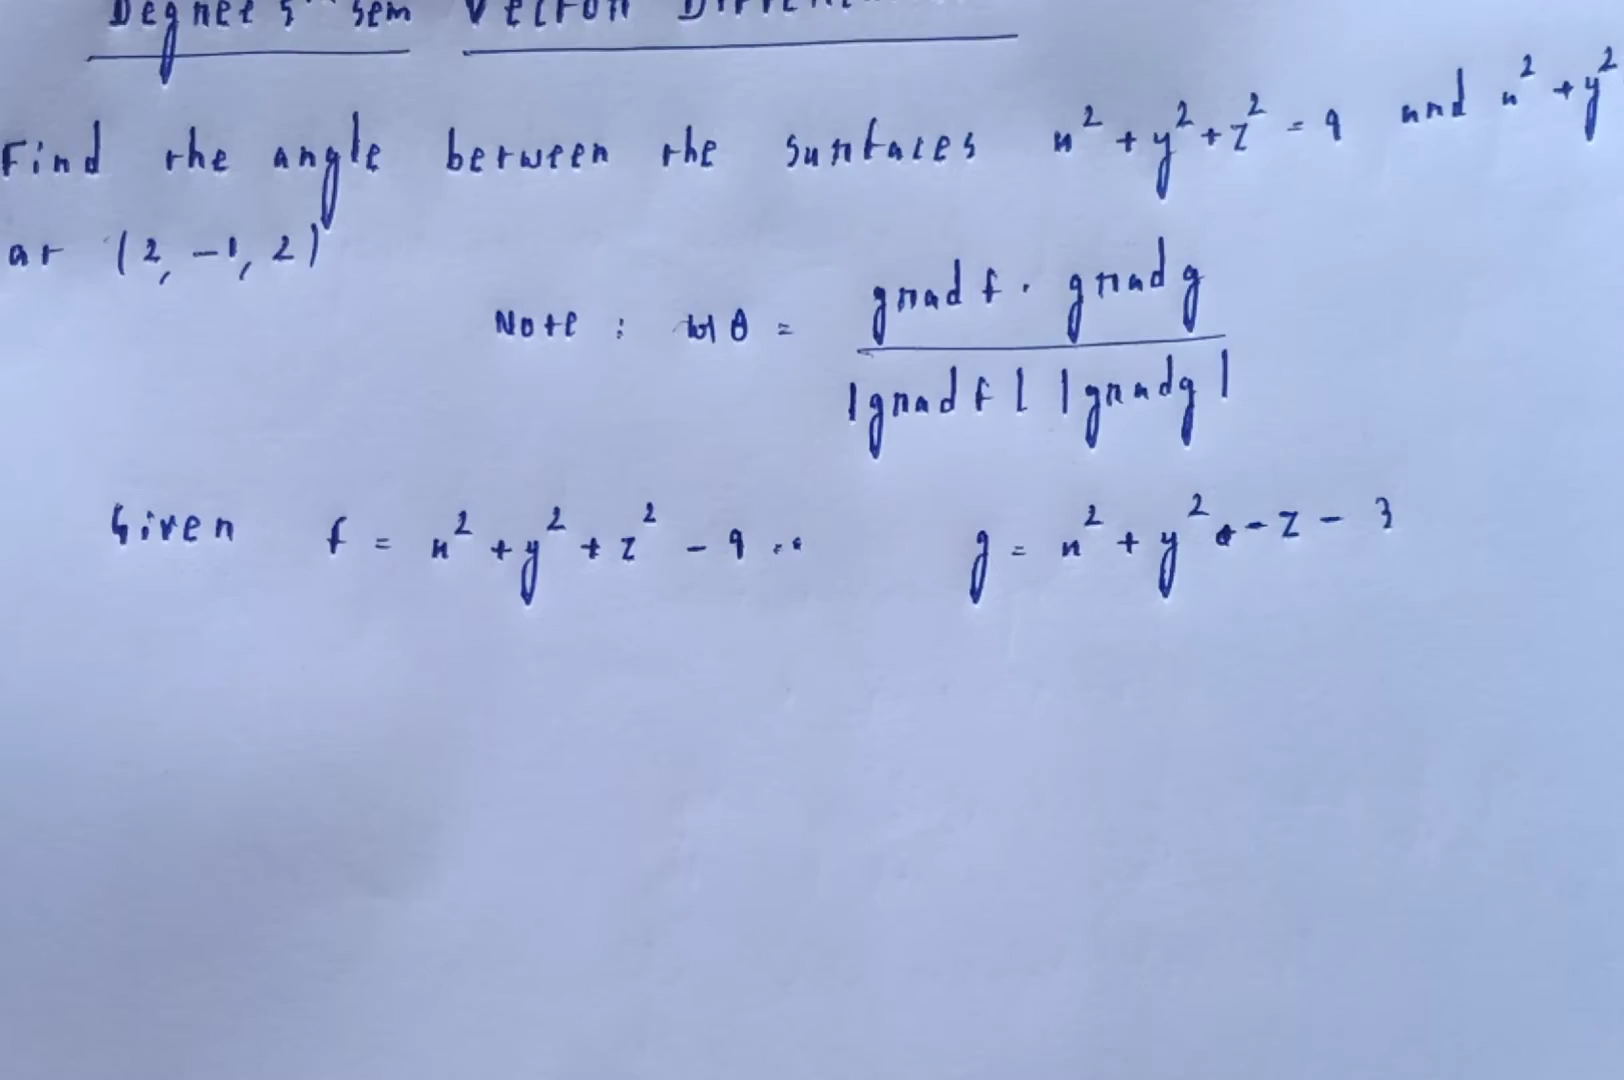 Degree 5 sem Vector
Find the angle between the surfaces x² + y² + z² = 9 and x² + y²
at (2, -1, 2)
Note : cos θ = grad f . grad g
|grad f| |grad g|
Given f = x² + y² + z² - 9 .. g = x² + y² - z - 3